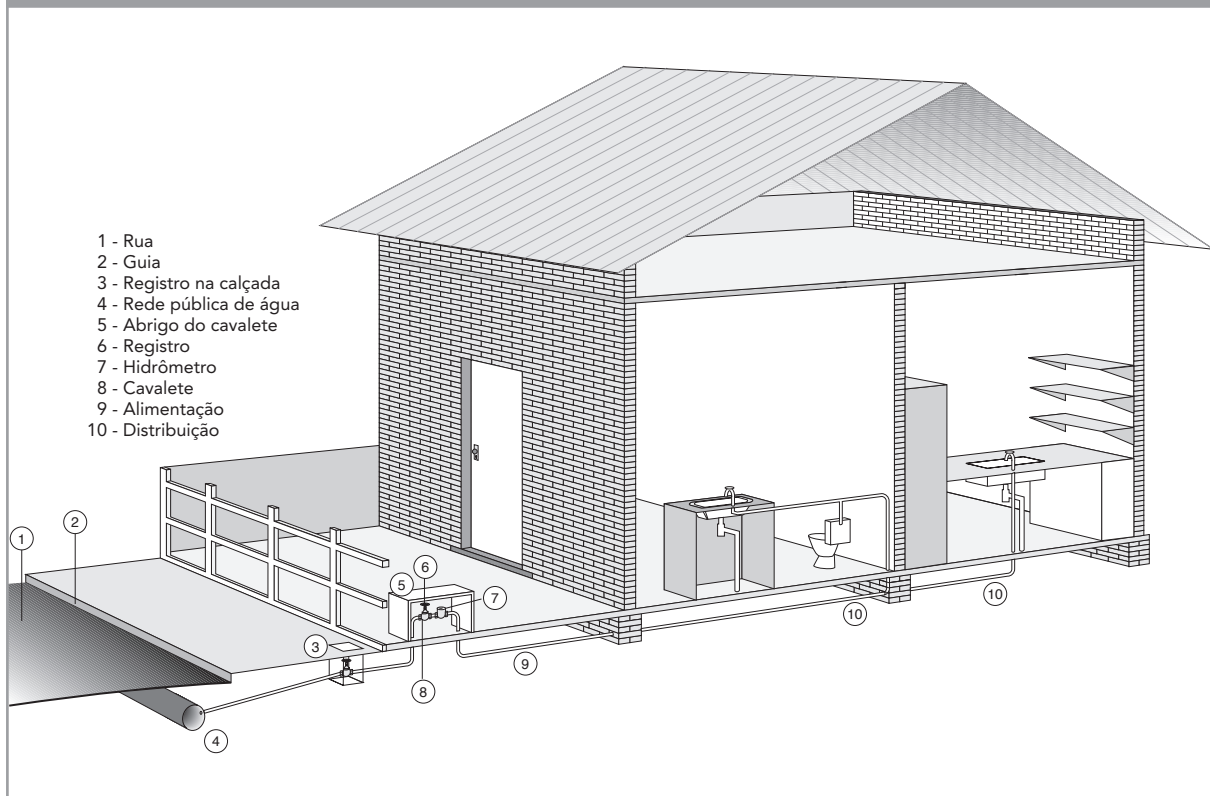 1 - Rua
2 - Guia
3 - Registro na calçada
4 - Rede pública de água
5 - Abrigo do cavalete
6 - Registro
7 - Hidrômetro
8 - Cavalete
9 - Alimentação
10 - Distribuição
1
2
3
4
5
6
7
8
9
10
10